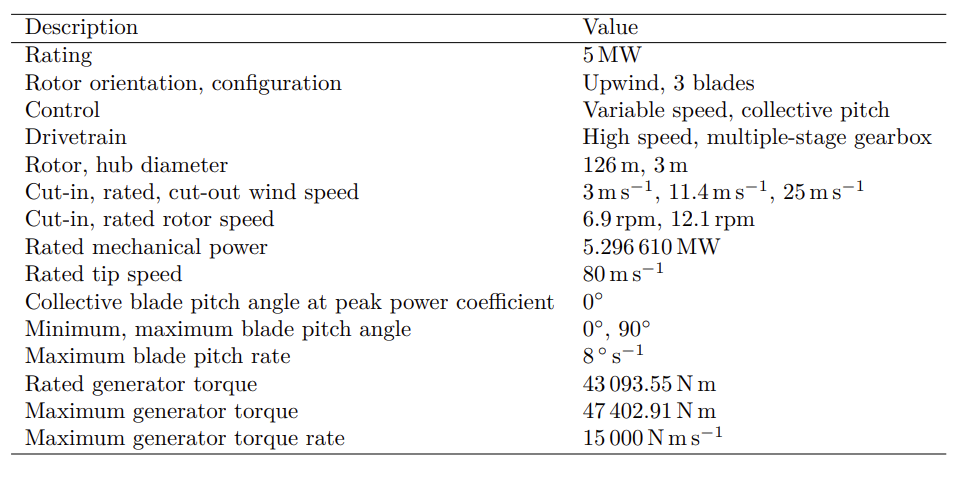 Description Value
Rating 5 MW
Rotor orientation, configuration Upwind, 3 blades
Control Variable speed, collective pitch
Drivetrain High speed, multiple-stage gearbox
Rotor, hub diameter 126 m, 3 m
Cut-in, rated, cut-out wind speed 3 m s⁻¹, 11.4 m s⁻¹, 25 m s⁻¹
Cut-in, rated rotor speed 6.9 rpm, 12.1 rpm
Rated mechanical power 5.296 610 MW
Rated tip speed 80 m s⁻¹
Collective blade pitch angle at peak power coefficient 0°
Minimum, maximum blade pitch angle 0°, 90°
Maximum blade pitch rate 8 ° s⁻¹
Rated generator torque 43 093.55 N m
Maximum generator torque 47 402.91 N m
Maximum generator torque rate 15 000 N m s⁻¹